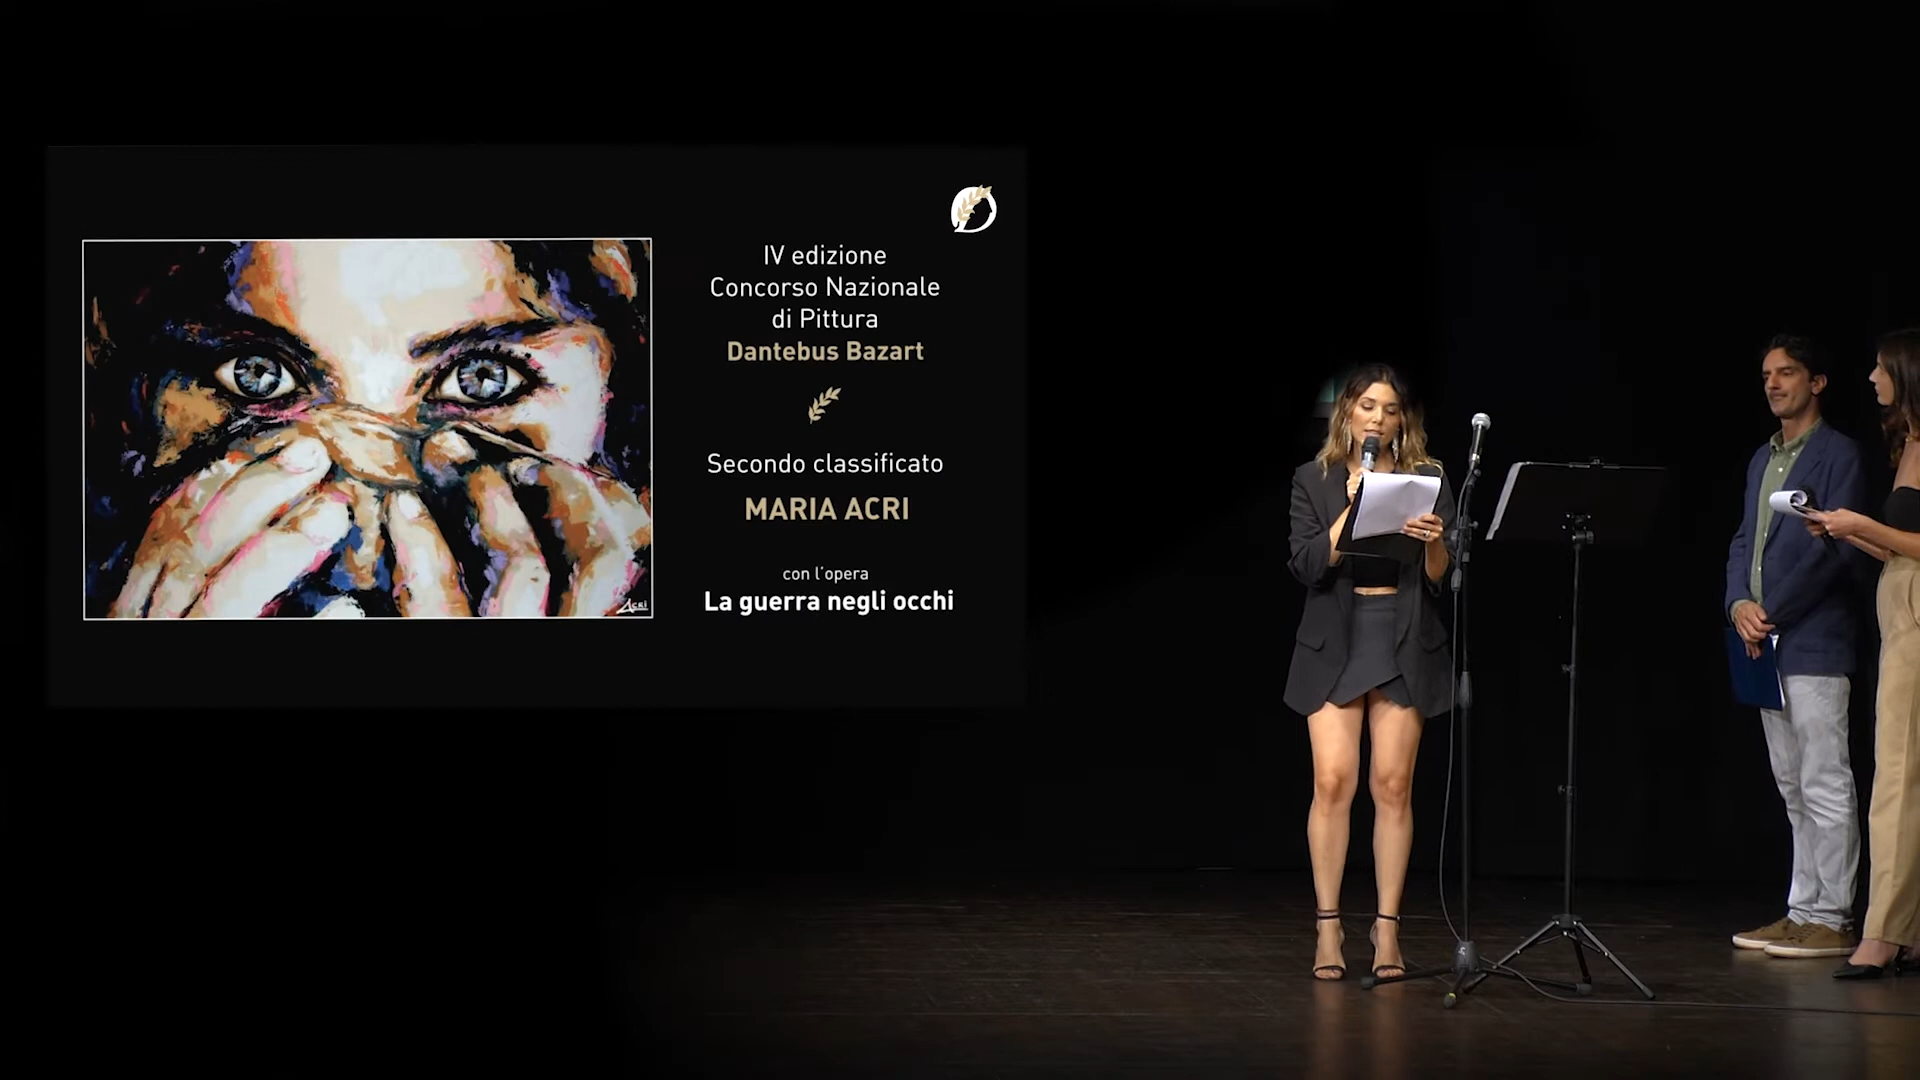 IV edizione
Concorso Nazionale
di Pittura
Dantebus Bazart
Secondo classificato
MARIA ACRI
con l'opera
La guerra negli occhi
ACRI